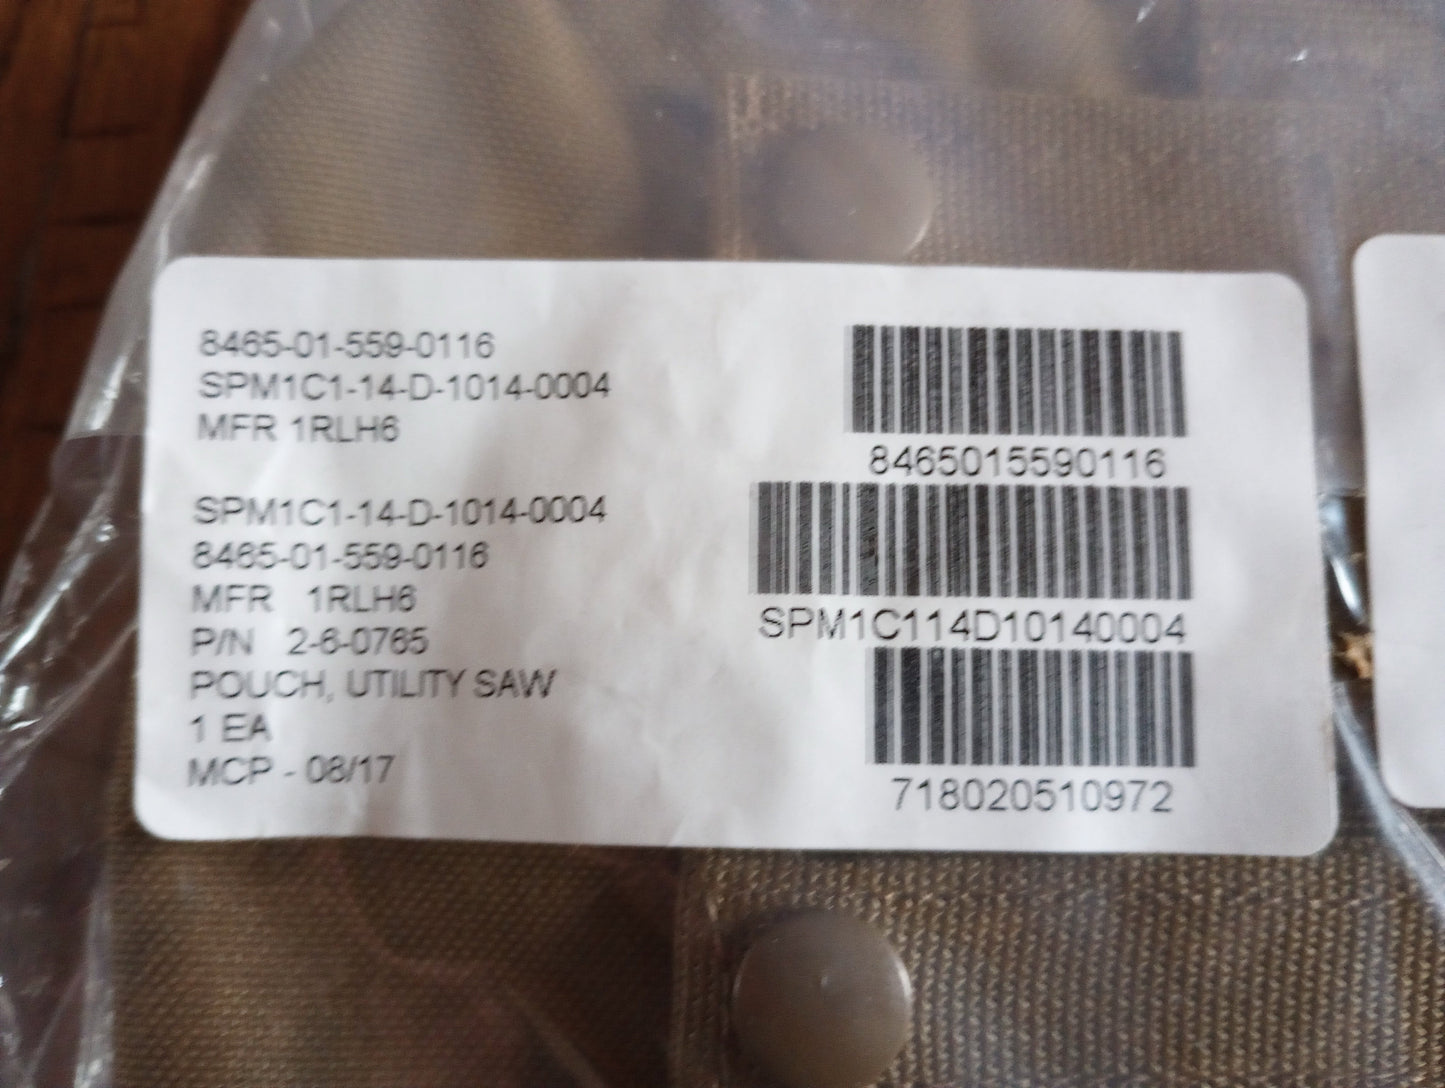 8465-01-559-0116
SPM1C1-14-D-1014-0004
MFR 1RLH6
SPM1C1-14-D-1014-0004
8465-01-559-0116
MFR 1RLH6
P/N 2-6-0765
POUCH, UTILITY SAW
1 EA
MCP - 08/17
8465015590116
SPM1C114D10140004
718020510972